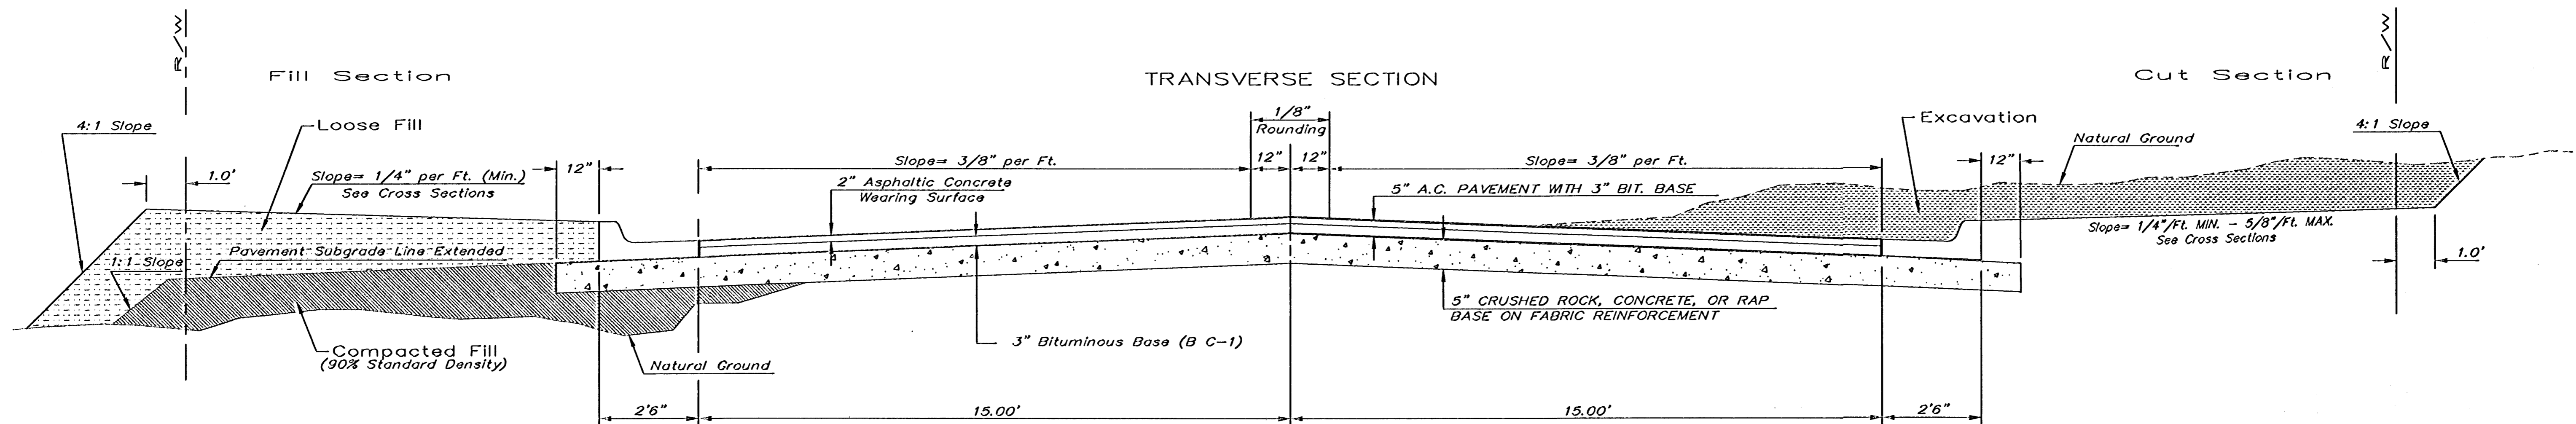 R/W
Fill Section
TRANSVERSE SECTION
Cut Section
R/W
4:1 Slope
Loose Fill
1/8"
Rounding
Excavation
Natural Ground
4:1 Slope
1.0'
Slope= 1/4" per Ft. (Min.)
See Cross Sections
12"
Slope= 3/8" per Ft.
12"
12"
Slope= 3/8" per Ft.
12"
2" Asphaltic Concrete
Wearing Surface
5" A.C. PAVEMENT WITH 3" BIT. BASE
Slope= 1/4"/Ft. MIN. - 5/8"/Ft. MAX.
See Cross Sections
1.0'
1:1 Slope
Pavement Subgrade Line Extended
5" CRUSHED ROCK, CONCRETE, OR RAP
BASE ON FABRIC REINFORCEMENT
3" Bituminous Base (B C-1)
Compacted Fill
(90% Standard Density)
Natural Ground
2'6"
15.00'
15.00'
2'6"